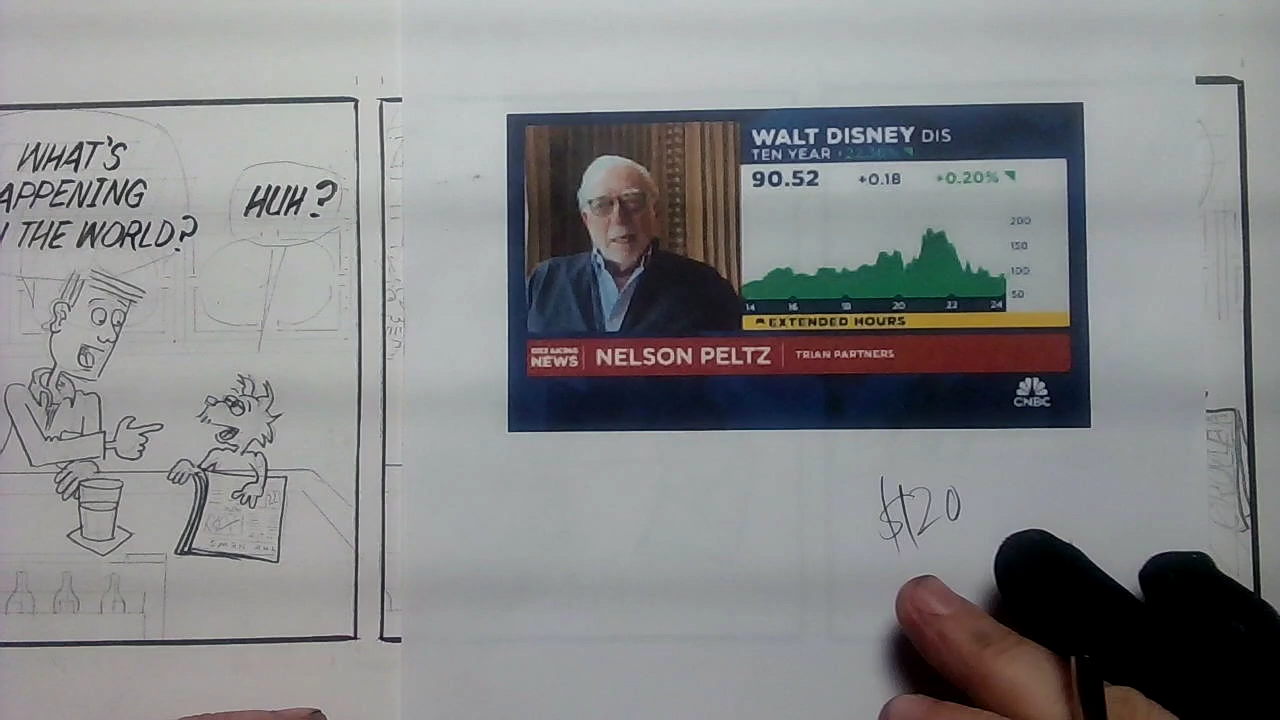 WHAT'S
APPENING
THE WORLD?
HUH?
WALT DISNEY DIS
TEN YEAR
90.52 +0.18 +0.20%
200
150
100
50
14 16 18 20 22 24
EXTENDED HOURS
NEWS NELSON PELTZ TRIAN PARTNERS
CNBC
$120